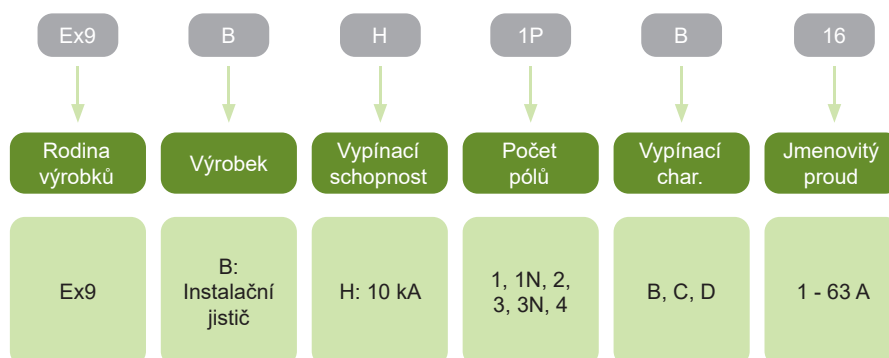 Ex9
B
H
1P
B
16
Rodina
výrobků
Výrobek
Vypínací
schopnost
Počet
pólů
Vypínací
char.
Jmenovitý
proud
Ex9
B:
Instalační
jistič
H: 10 kA
1, 1N, 2,
3, 3N, 4
B, C, D
1 - 63 A